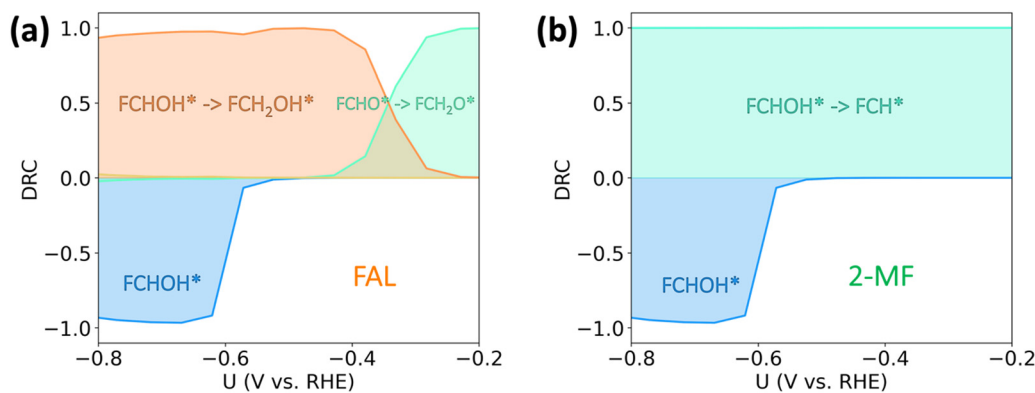 (a)
DRC
1.0
0.5
0.0
−0.5
−1.0
FCHOH* -> FCH₂OH*
FCHO* -> FCH₂O*
FCHOH*
FAL
−0.8
−0.6
−0.4
−0.2
U (V vs. RHE)
(b)
DRC
1.0
0.5
0.0
−0.5
−1.0
FCHOH* -> FCH*
FCHOH*
2-MF
−0.8
−0.6
−0.4
−0.2
U (V vs. RHE)